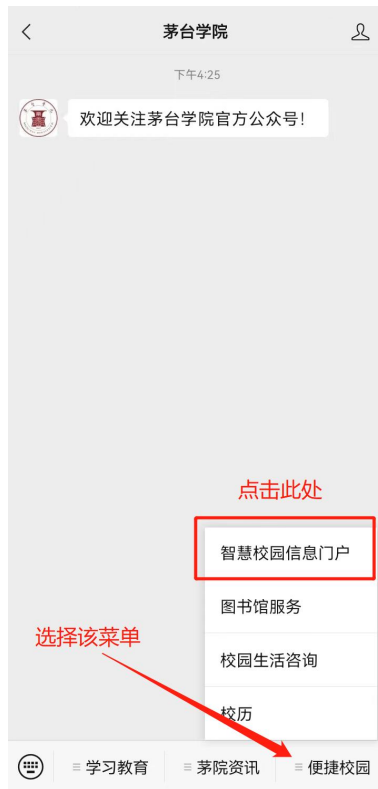 茅台学院
下午4:25
欢迎关注茅台学院官方公众号!
点击此处
智慧校园信息门户
图书馆服务
选择该菜单
校园生活咨询
校历
学习教育
茅院资讯
便捷校园